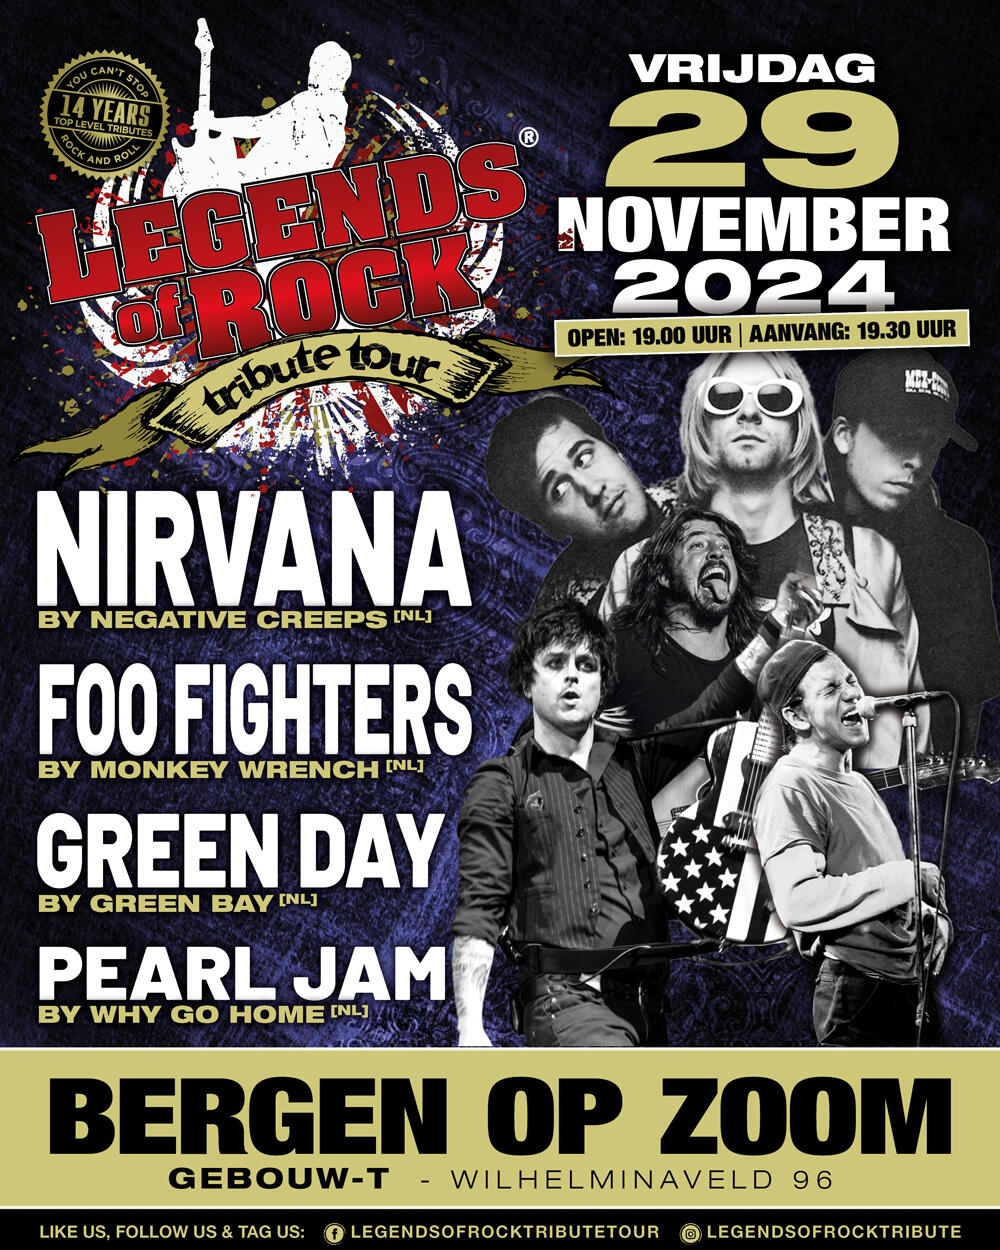 YOU CAN'T STOP
14 YEARS
TOP LEVEL TRIBUTES
ROCK AND ROLL
LEGENDS®
of ROCK
tribute tour
VRIJDAG
29
NOVEMBER
2024
OPEN: 19.00 UUR | AANVANG: 19.30 UUR
NIRVANA
BY NEGATIVE CREEPS [NL]
FOO FIGHTERS
BY MONKEY WRENCH [NL]
GREEN DAY
BY GREEN BAY [NL]
PEARL JAM
BY WHY GO HOME [NL]
BERGEN OP ZOOM
GEBOUW-T - WILHELMINAVELD 96
LIKE US, FOLLOW US & TAG US: LEGENDSOFROCKTRIBUTETOUR LEGENDSOFROCKTRIBUTE